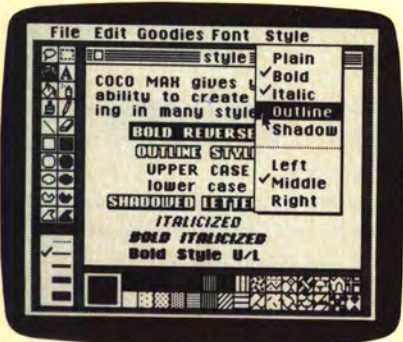 File Edit Goodies Font Style
style
Plain
✓Bold
✓Italic
Outline
✓Shadow
Left
✓Middle
Right
COCO MAX gives y
ability to create
ing in many style
BOLD REVERSE
OUTLINE STYL
UPPER CASE
lower case
SHADOWED LETTE
ITALICIZED
BOLD ITALICIZED
Bold Style U/L
A